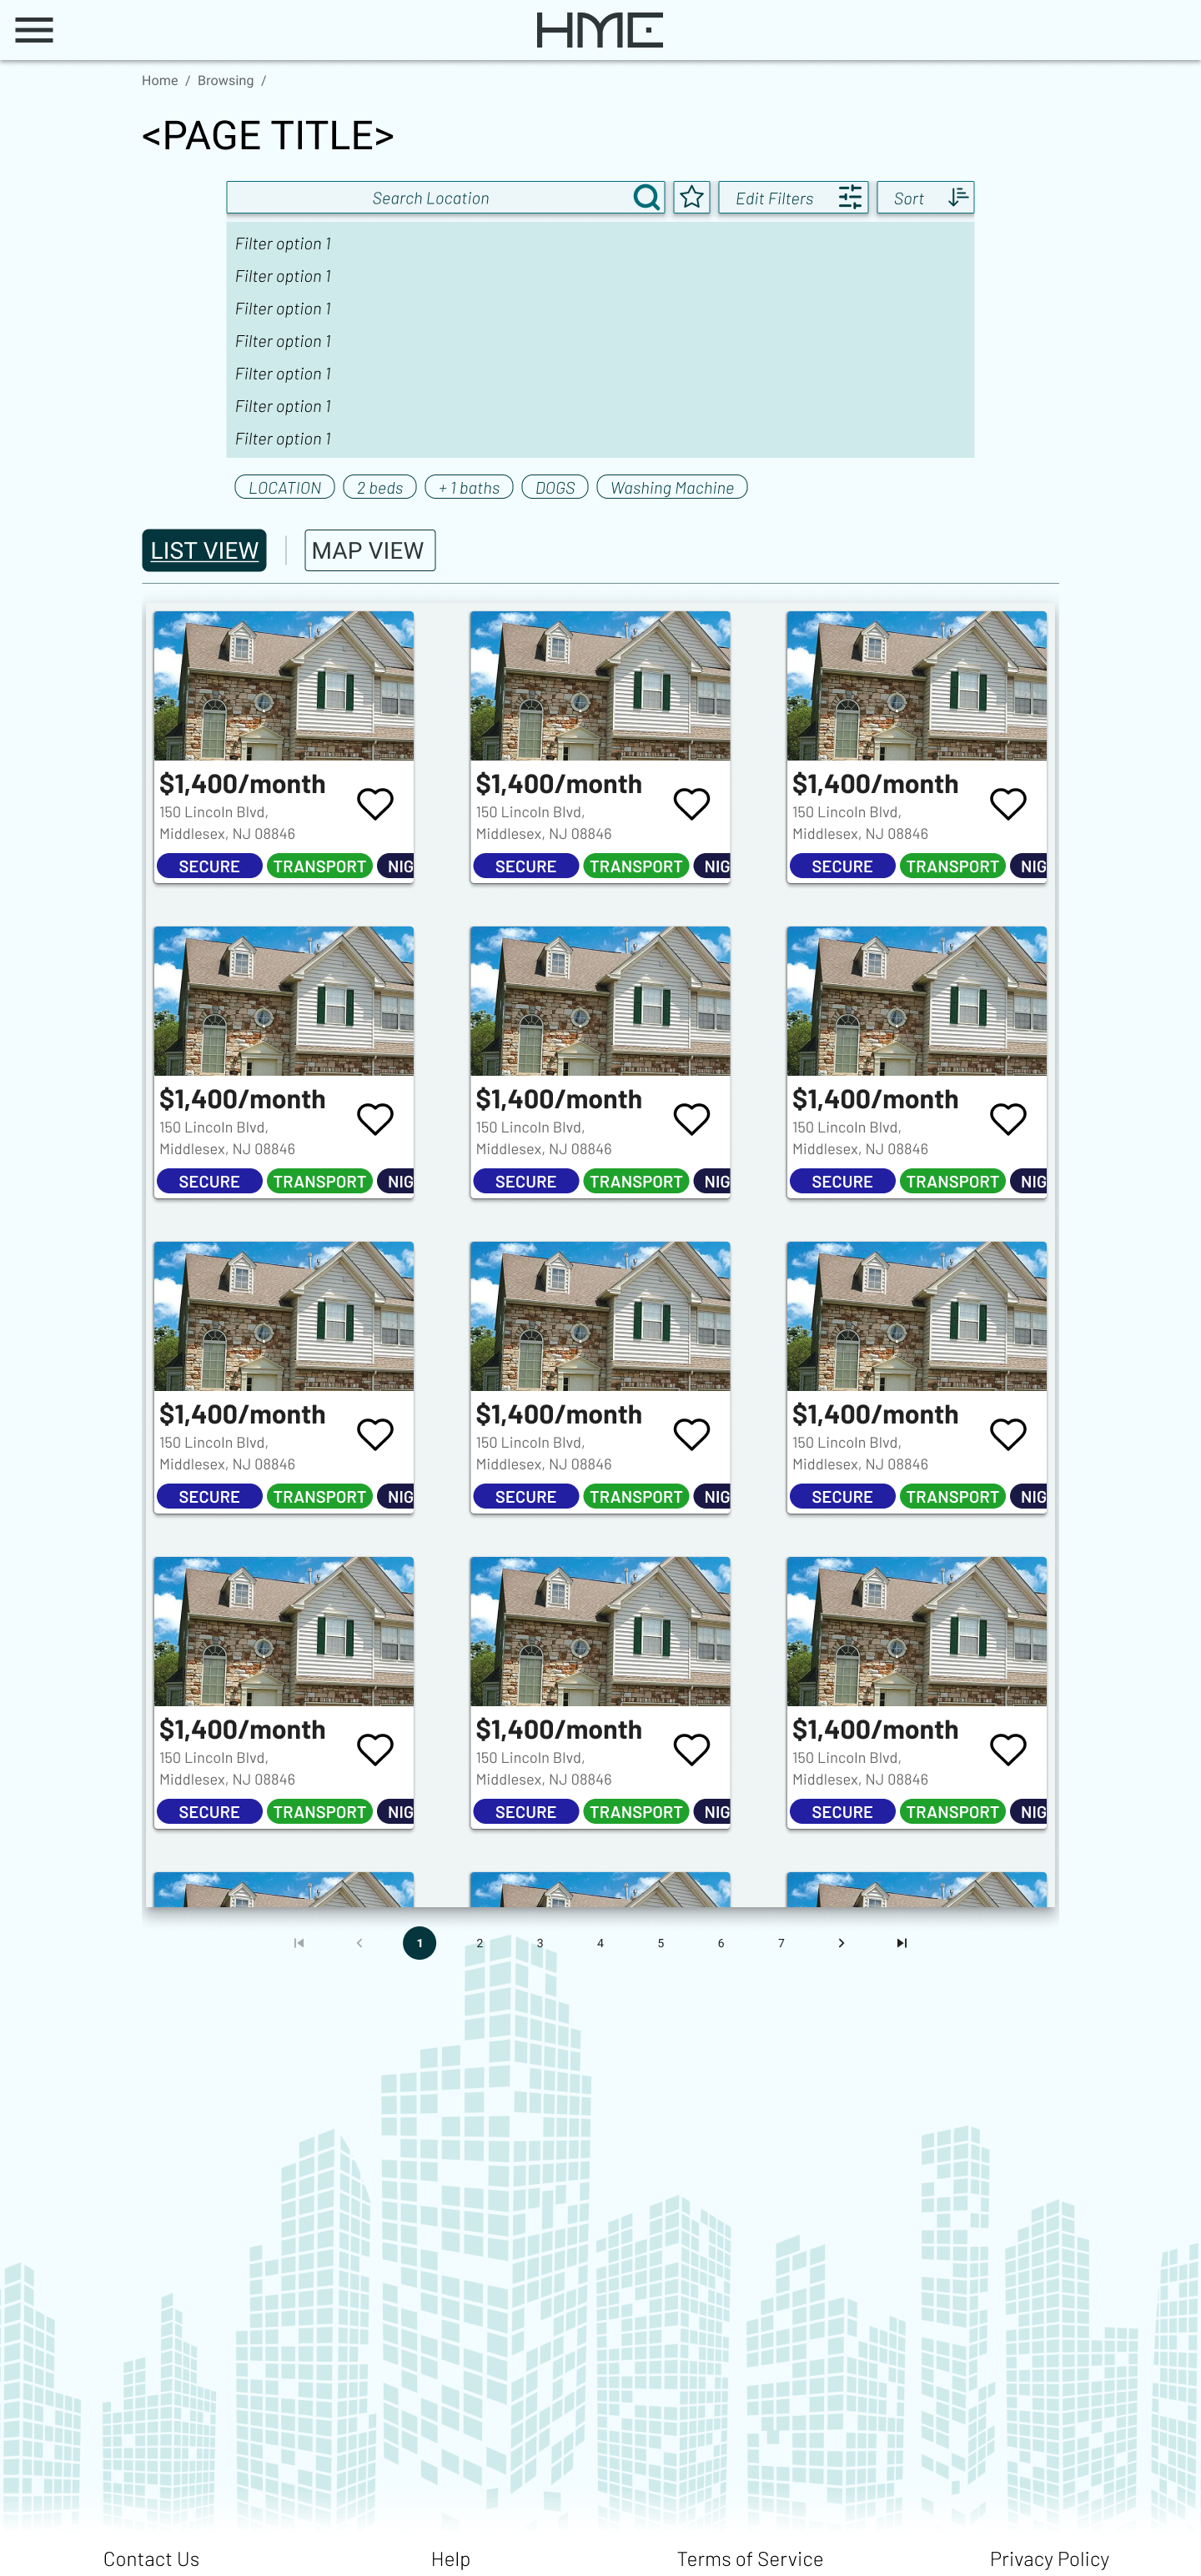 HME
Home / Browsing /
<PAGE TITLE>
Search Location
Edit Filters
Sort
Filter option 1
Filter option 1
Filter option 1
Filter option 1
Filter option 1
Filter option 1
Filter option 1
LOCATION 2 beds + 1 baths DOGS Washing Machine
LIST VIEW MAP VIEW
$1,400/month
150 Lincoln Blvd,
Middlesex, NJ 08846
SECURE TRANSPORT NIG
$1,400/month
150 Lincoln Blvd,
Middlesex, NJ 08846
SECURE TRANSPORT NIG
$1,400/month
150 Lincoln Blvd,
Middlesex, NJ 08846
SECURE TRANSPORT NIG
$1,400/month
150 Lincoln Blvd,
Middlesex, NJ 08846
SECURE TRANSPORT NIG
$1,400/month
150 Lincoln Blvd,
Middlesex, NJ 08846
SECURE TRANSPORT NIG
$1,400/month
150 Lincoln Blvd,
Middlesex, NJ 08846
SECURE TRANSPORT NIG
$1,400/month
150 Lincoln Blvd,
Middlesex, NJ 08846
SECURE TRANSPORT NIG
$1,400/month
150 Lincoln Blvd,
Middlesex, NJ 08846
SECURE TRANSPORT NIG
$1,400/month
150 Lincoln Blvd,
Middlesex, NJ 08846
SECURE TRANSPORT NIG
$1,400/month
150 Lincoln Blvd,
Middlesex, NJ 08846
SECURE TRANSPORT NIG
$1,400/month
150 Lincoln Blvd,
Middlesex, NJ 08846
SECURE TRANSPORT NIG
$1,400/month
150 Lincoln Blvd,
Middlesex, NJ 08846
SECURE TRANSPORT NIG
1 2 3 4 5 6 7
Contact Us Help Terms of Service Privacy Policy